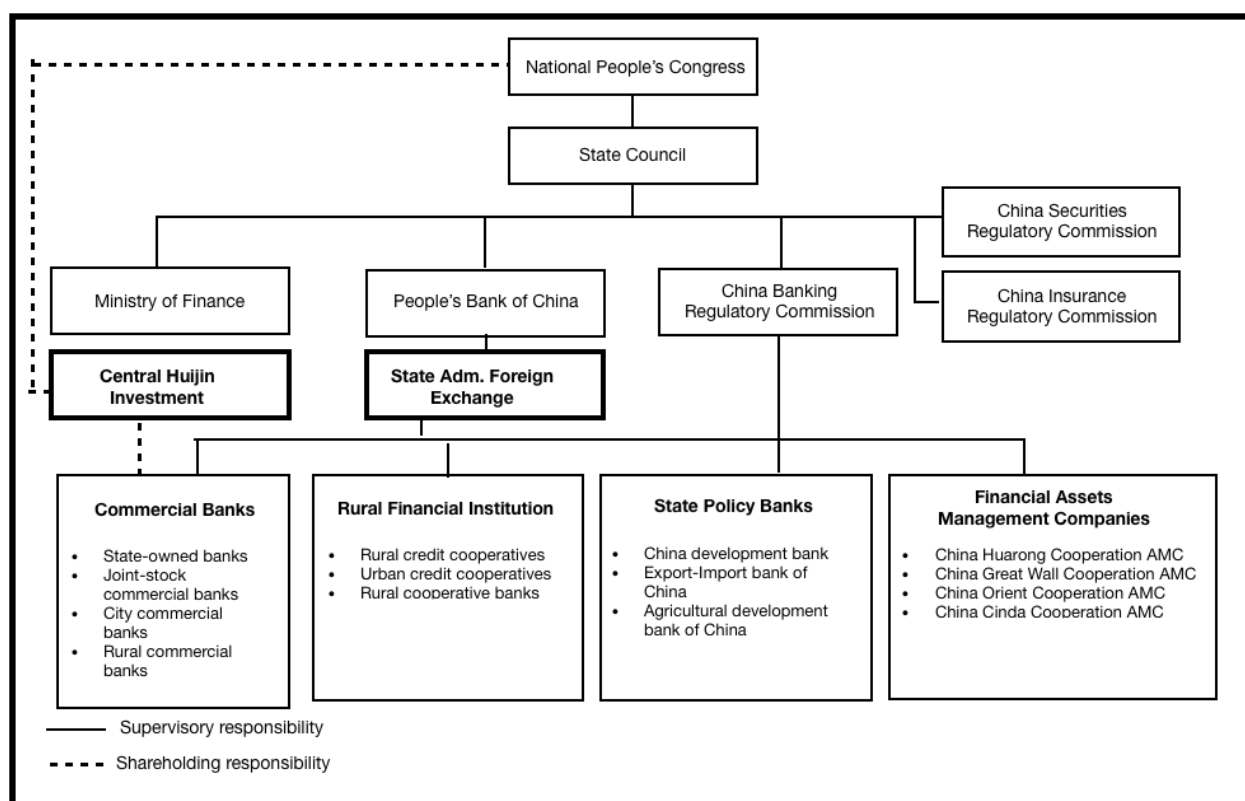 National People's Congress
State Council
China Securities
Regulatory Commission
Ministry of Finance
People's Bank of China
China Banking
Regulatory Commission
China Insurance
Regulatory Commission
Central Huijin
Investment
State Adm. Foreign
Exchange
Commercial Banks
• State-owned banks
• Joint-stock
commercial banks
• City commercial
banks
• Rural commercial
banks
Rural Financial Institution
• Rural credit cooperatives
• Urban credit cooperatives
• Rural cooperative banks
State Policy Banks
• China development bank
• Export-Import bank of
China
• Agricultural development
bank of China
Financial Assets
Management Companies
• China Huarong Cooperation AMC
• China Great Wall Cooperation AMC
• China Orient Cooperation AMC
• China Cinda Cooperation AMC
Supervisory responsibility
Shareholding responsibility